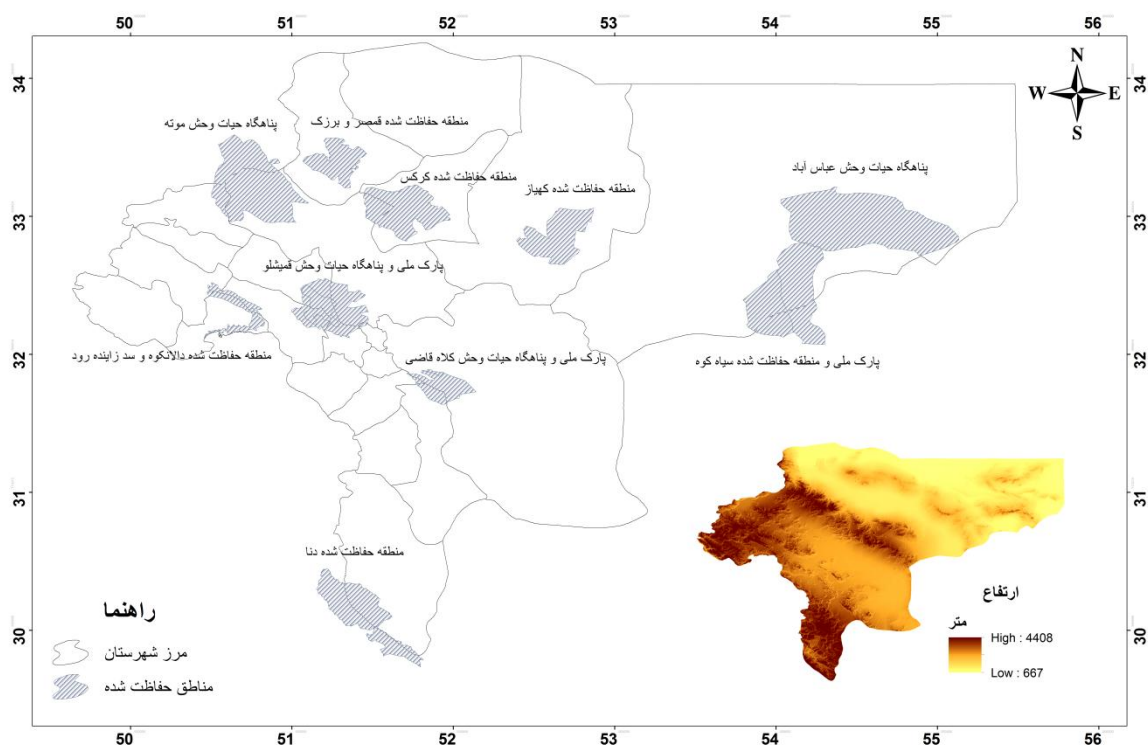 50 51 52 53 54 55 56
34 34
N
W E
S
پناهگاه حیات وحش موته
منطقه حفاظت شده قمصر و برزک
منطقه حفاظت شده کرکس
منطقه حفاظت شده کهیاز
پناهگاه حیات وحش عباس آباد
33 33
پارک ملی و پناهگاه حیات وحش قمیشلو
منطقه حفاظت شده دالانکوه و سد زاینده رود
پارک ملی و پناهگاه حیات وحش کلاه قاضی
پارک ملی و منطقه حفاظت شده سیاه کوه
32 32
31 31
منطقه حفاظت شده دنا
ارتفاع
متر
High : 4408
Low : 667
راهنما
مرز شهرستان
مناطق حفاظت شده
30 30
50 51 52 53 54 55 56